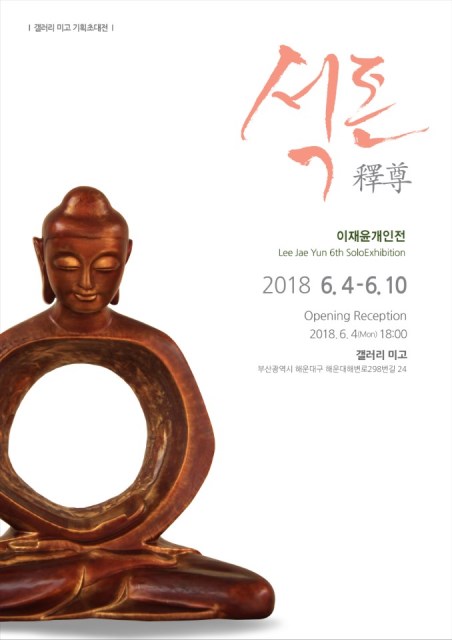 | 갤러리 미고 기획초대전 |
석존
釋尊
이재윤개인전
Lee Jae Yun 6th SoloExhibition
2018 6. 4-6. 10
Opening Reception
2018. 6. 4(Mon) 18:00
갤러리 미고
부산광역시 해운대구 해운대해변로298번길 24